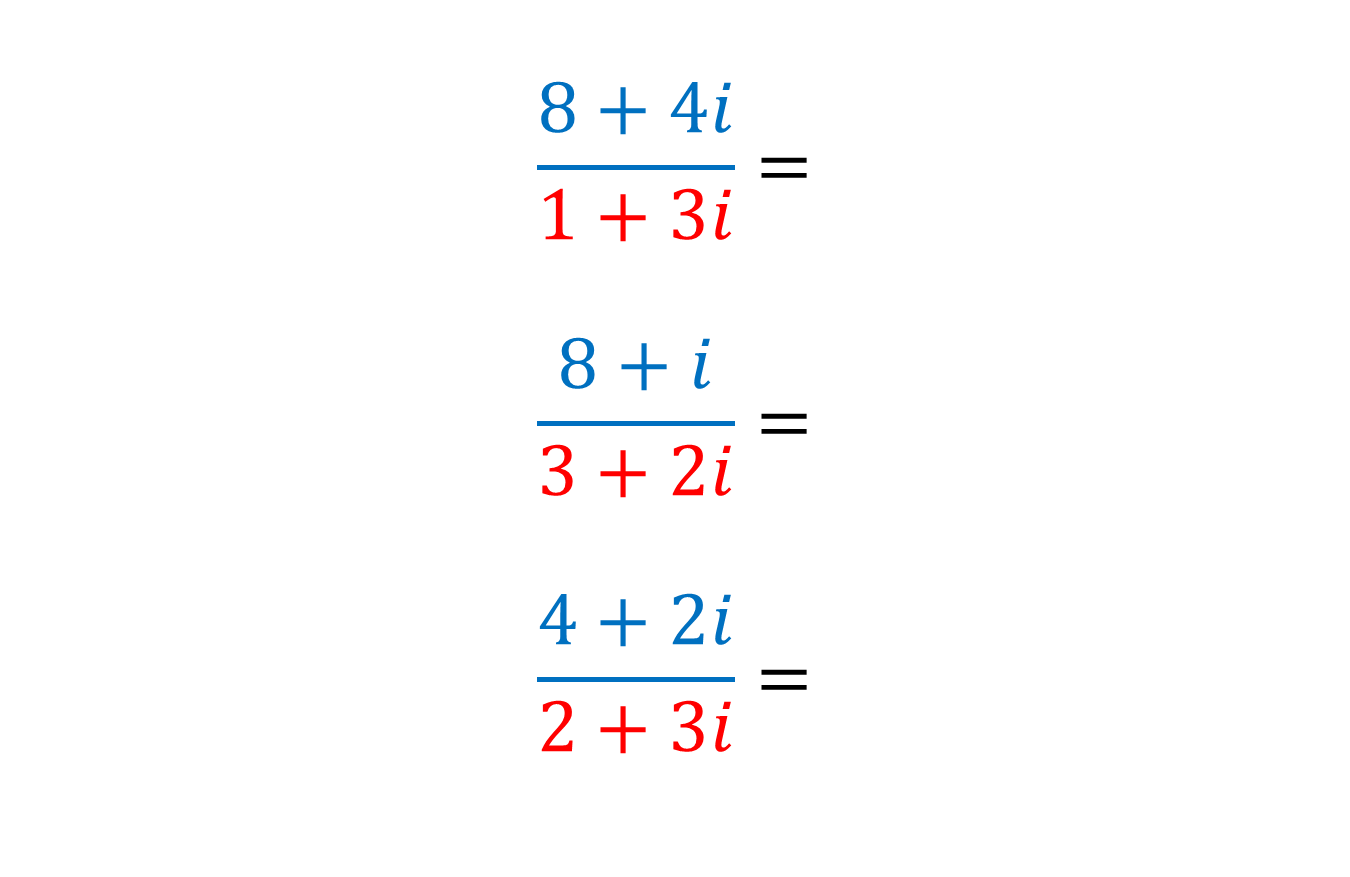 8 + 4i
1 + 3i =
8 + i
3 + 2i =
4 + 2i
2 + 3i =